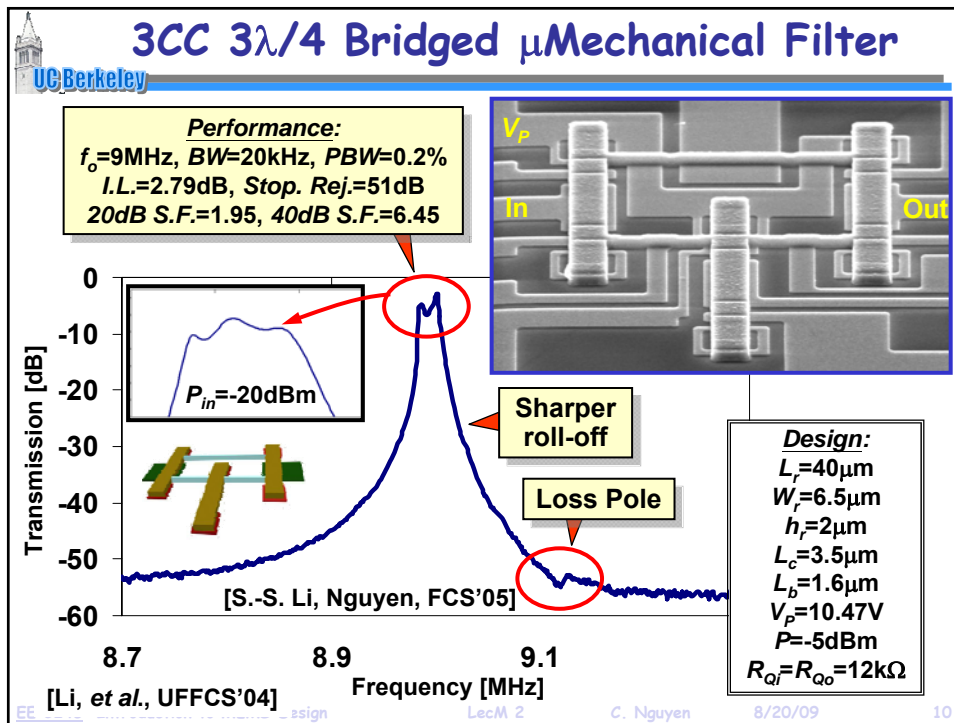 3CC 3λ/4 Bridged μMechanical Filter
UC Berkeley
Performance:
fo=9MHz, BW=20kHz, PBW=0.2%
I.L.=2.79dB, Stop. Rej.=51dB
20dB S.F.=1.95, 40dB S.F.=6.45
VP
In
Out
0
-10
-20
-30
-40
-50
-60
Transmission [dB]
Pin=-20dBm
Sharper
roll-off
Loss Pole
[S.-S. Li, Nguyen, FCS'05]
Design:
Lr=40μm
Wr=6.5μm
hr=2μm
Lc=3.5μm
Lb=1.6μm
VP=10.47V
P=-5dBm
RQi=RQo=12kΩ
8.7
8.9
9.1
Frequency [MHz]
[Li, et al., UFFCS'04]
EE
Design
LecM 2
C. Nguyen
8/20/09
10